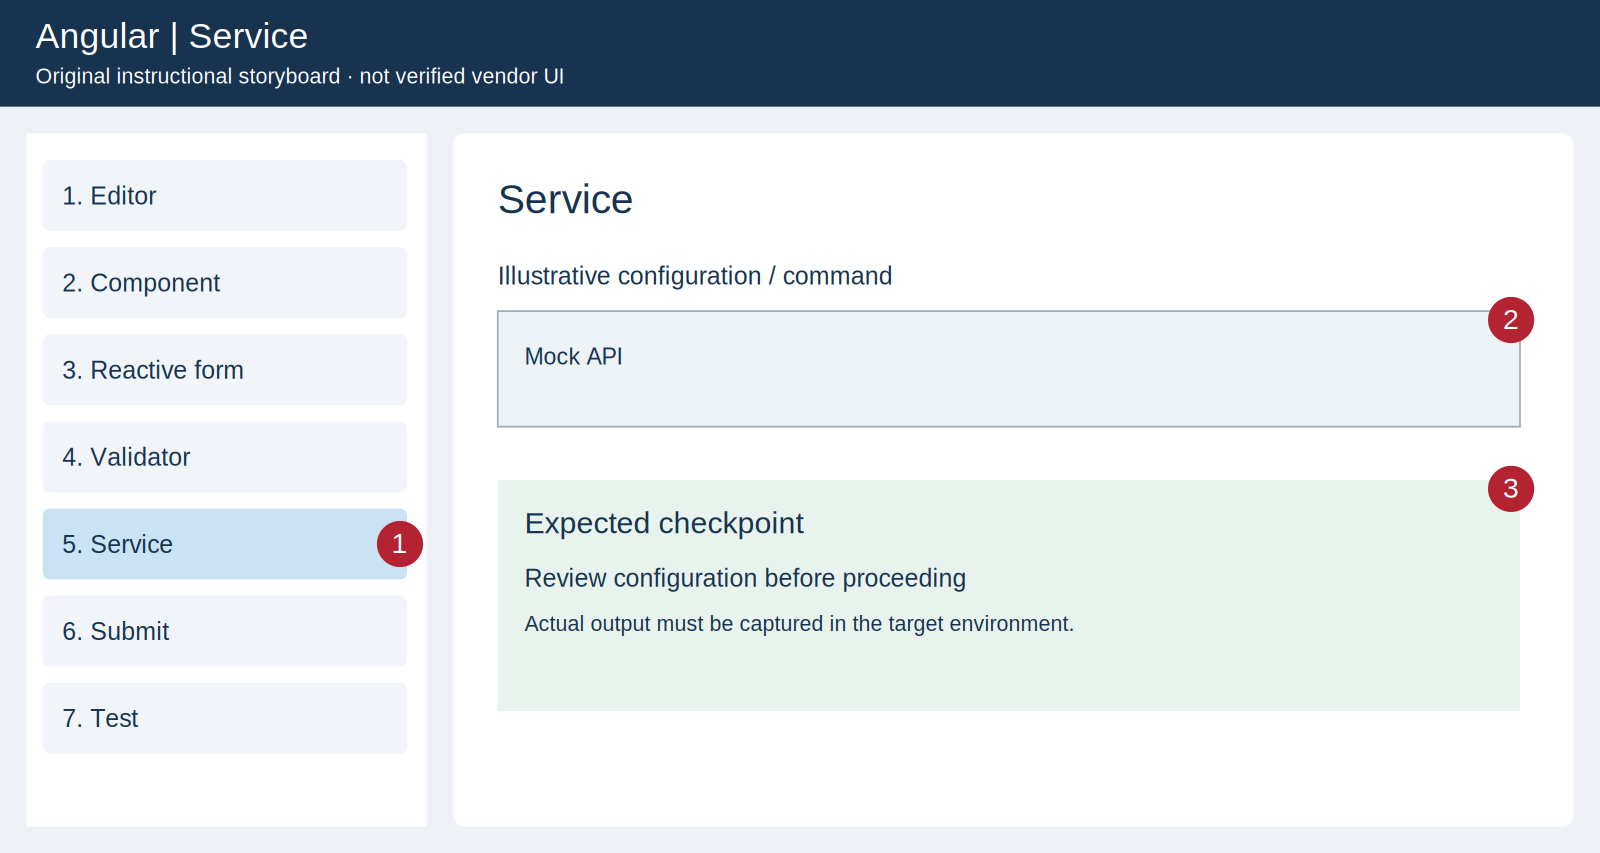 Angular | Service
Original instructional storyboard · not verified vendor UI
1. Editor
2. Component
3. Reactive form
4. Validator
5. Service
1
6. Submit
7. Test
Service
Illustrative configuration / command
2
Mock API
3
Expected checkpoint
Review configuration before proceeding
Actual output must be captured in the target environment.